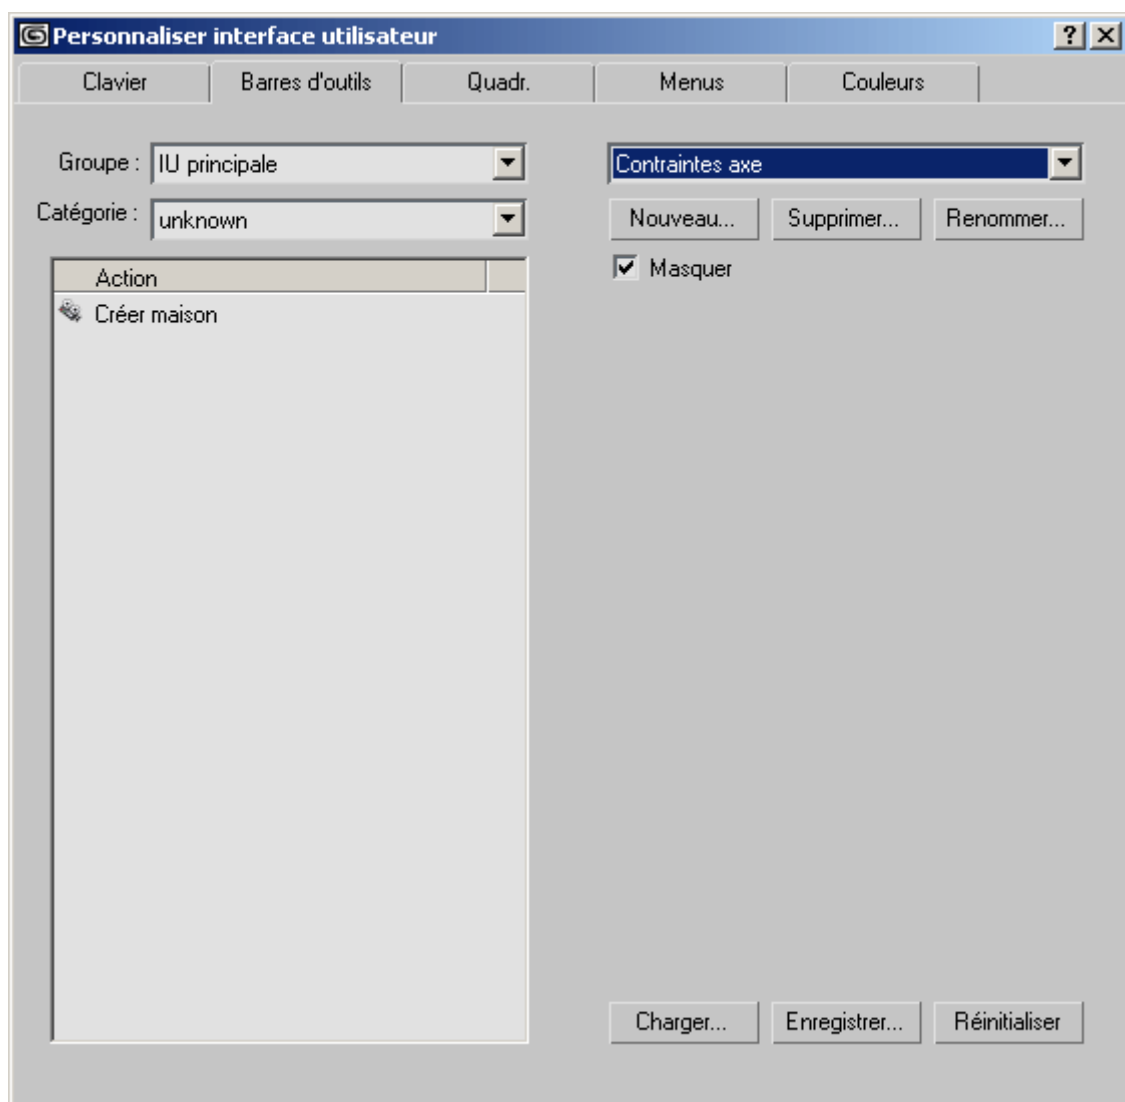 Personnaliser interface utilisateur
Clavier Barres d'outils Quadr. Menus Couleurs
Groupe : IU principale
Catégorie : unknown
Action
Créer maison
Contraintes axe
Nouveau... Supprimer... Renommer...
Masquer
Charger... Enregistrer... Réinitialiser